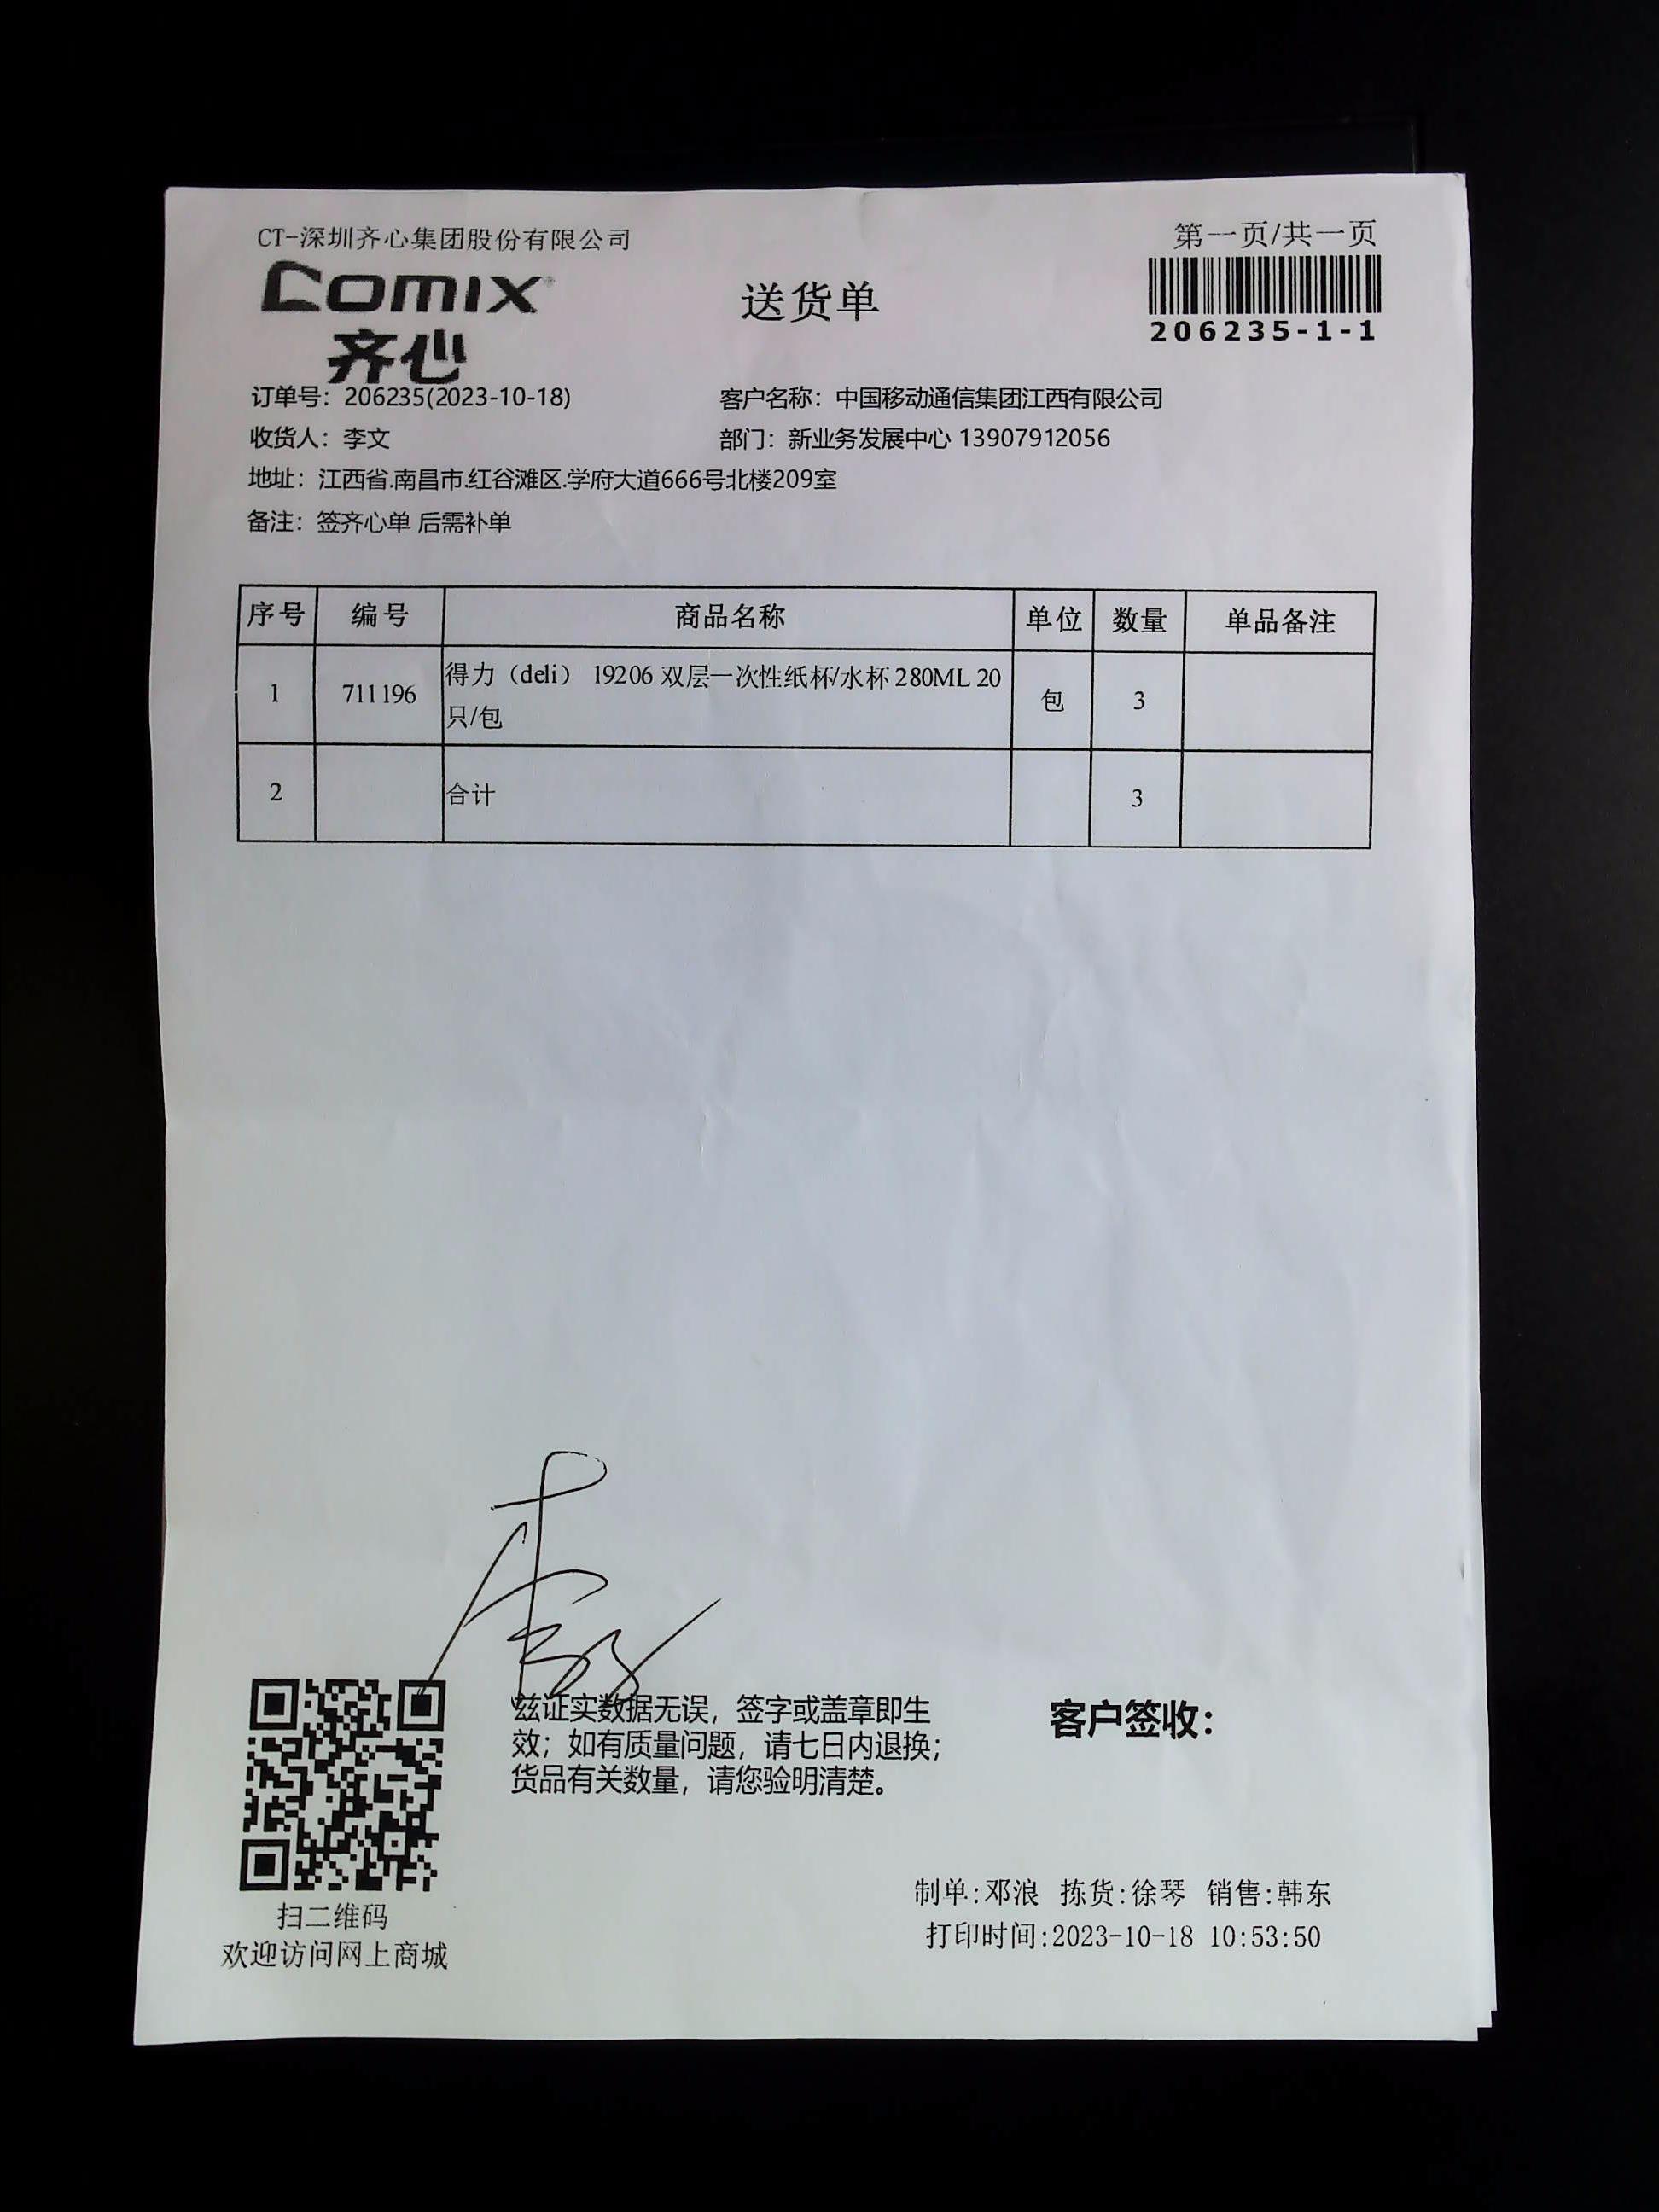 CT-深圳齐心集团股份有限公司
第一页/共一页
comix
齐心
送货单
206235-1-1
订单号：206235(2023-10-18)
客户名称：中国移动通信集团江西有限公司
收货人：李文
部门：新业务发展中心 13907912056
地址：江西省.南昌市.红谷滩区.学府大道666号北楼209室
备注：签齐心单 后需补单
序号 编号 商品名称 单位 数量 单品备注
1 711196 得力（deli） 19206 双层一次性纸杯/水杯 280ML 20
只/包 包 3
2 合计 3
兹证实数据无误，签字或盖章即生
效；如有质量问题，请七日内退换；
货品有关数量，请您验明清楚。
客户签收：
扫二维码
欢迎访问网上商城
制单:邓浪 拣货:徐琴 销售:韩东
打印时间:2023-10-18 10:53:50